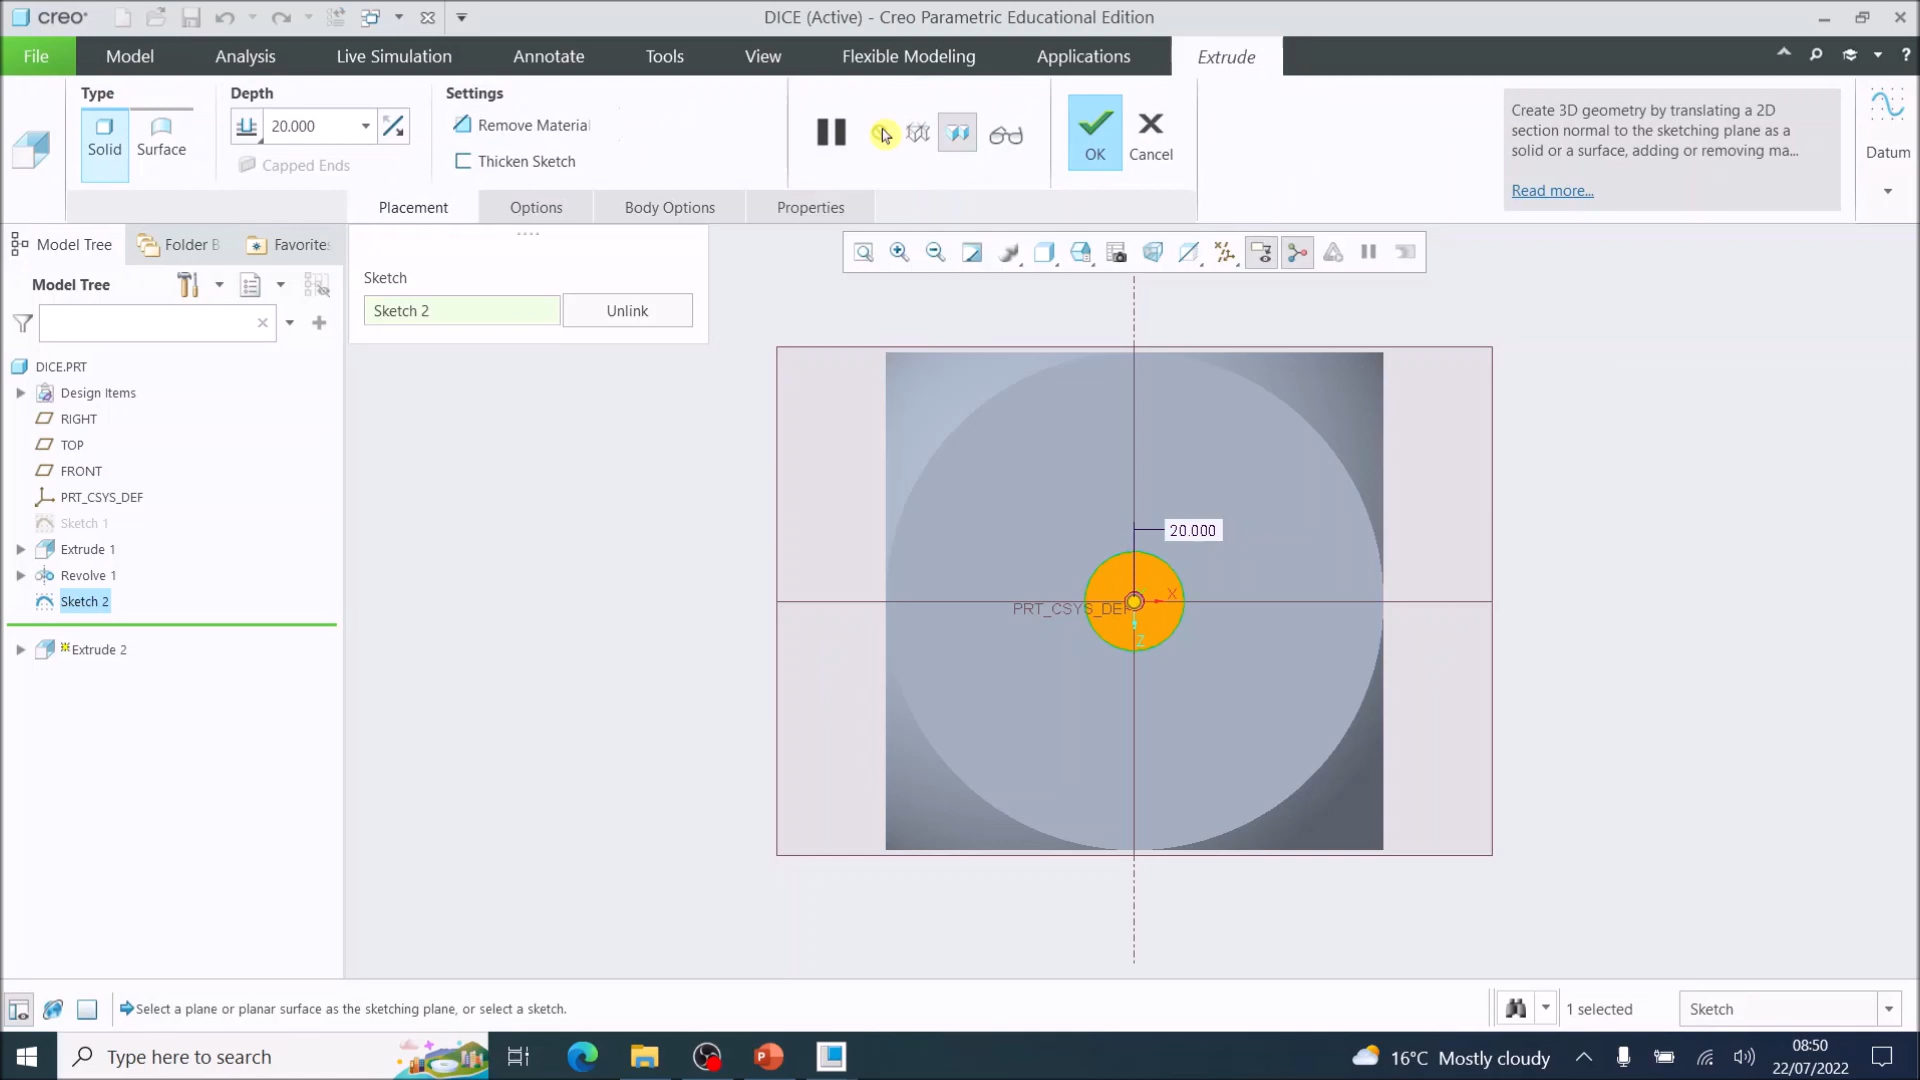 creo
DICE (Active) - Creo Parametric Educational Edition
File
Model
Analysis
Live Simulation
Annotate
Tools
View
Flexible Modeling
Applications
Extrude
Type
Solid
Surface
Depth
20.000
Capped Ends
Settings
Remove Material
Thicken Sketch
OK
Cancel
Create 3D geometry by translating a 2D
section normal to the sketching plane as a
solid or a surface, adding or removing ma...
Read more...
Datum
Placement
Options
Body Options
Properties
Model Tree
Folder B
Favorites
Model Tree
Sketch
Sketch 2
Unlink
DICE.PRT
Design Items
RIGHT
TOP
FRONT
PRT_CSYS_DEF
Sketch 1
Extrude 1
Revolve 1
Sketch 2
Extrude 2
20.000
PRT_CSYS_DEF
X
Z
Select a plane or planar surface as the sketching plane, or select a sketch.
1 selected
Sketch
Type here to search
16°C Mostly cloudy
08:50
22/07/2022